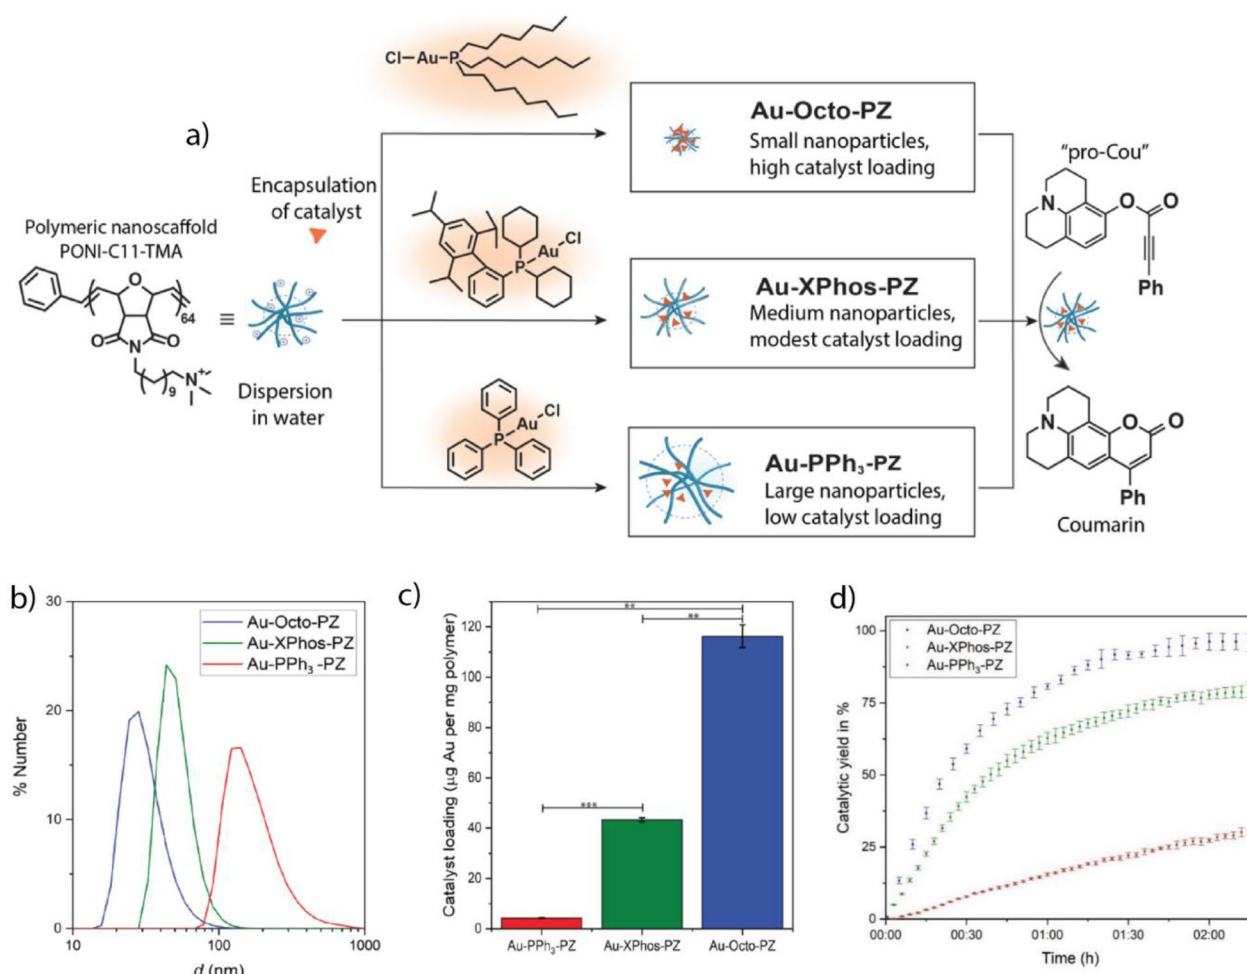 a)
Cl
Au
P
Polymeric nanoscaffold
PONI-C11-TMA
O
64
O
N
O
9
N
+
≡
Encapsulation
of catalyst
Dispersion
in water
P
Au
Cl
P
Au
Cl
Au-Octo-PZ
Small nanoparticles,
high catalyst loading
Au-XPhos-PZ
Medium nanoparticles,
modest catalyst loading
Au-PPh₃-PZ
Large nanoparticles,
low catalyst loading
"pro-Cou"
N
O
O
Ph
N
O
O
Ph
Coumarin
b)
30
20
10
0
% Number
Au-Octo-PZ
Au-XPhos-PZ
Au-PPh₃ -PZ
10
100
1000
d (nm)
c)
120
100
80
60
40
20
0
Catalyst loading (µg Au per mg polymer)
**
**
***
Au-PPh₃-PZ
Au-XPhos-PZ
Au-Octo-PZ
d)
100
75
50
25
0
Catalytic yield in %
Au-Octo-PZ
Au-XPhos-PZ
Au-PPh₃-PZ
00:00
00:30
01:00
01:30
02:00
Time (h)